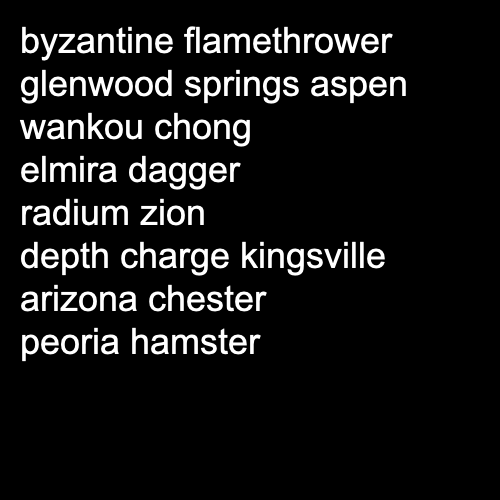 byzantine flamethrower
glenwood springs aspen
wankou chong
elmira dagger
radium zion
depth charge kingsville
arizona chester
peoria hamster